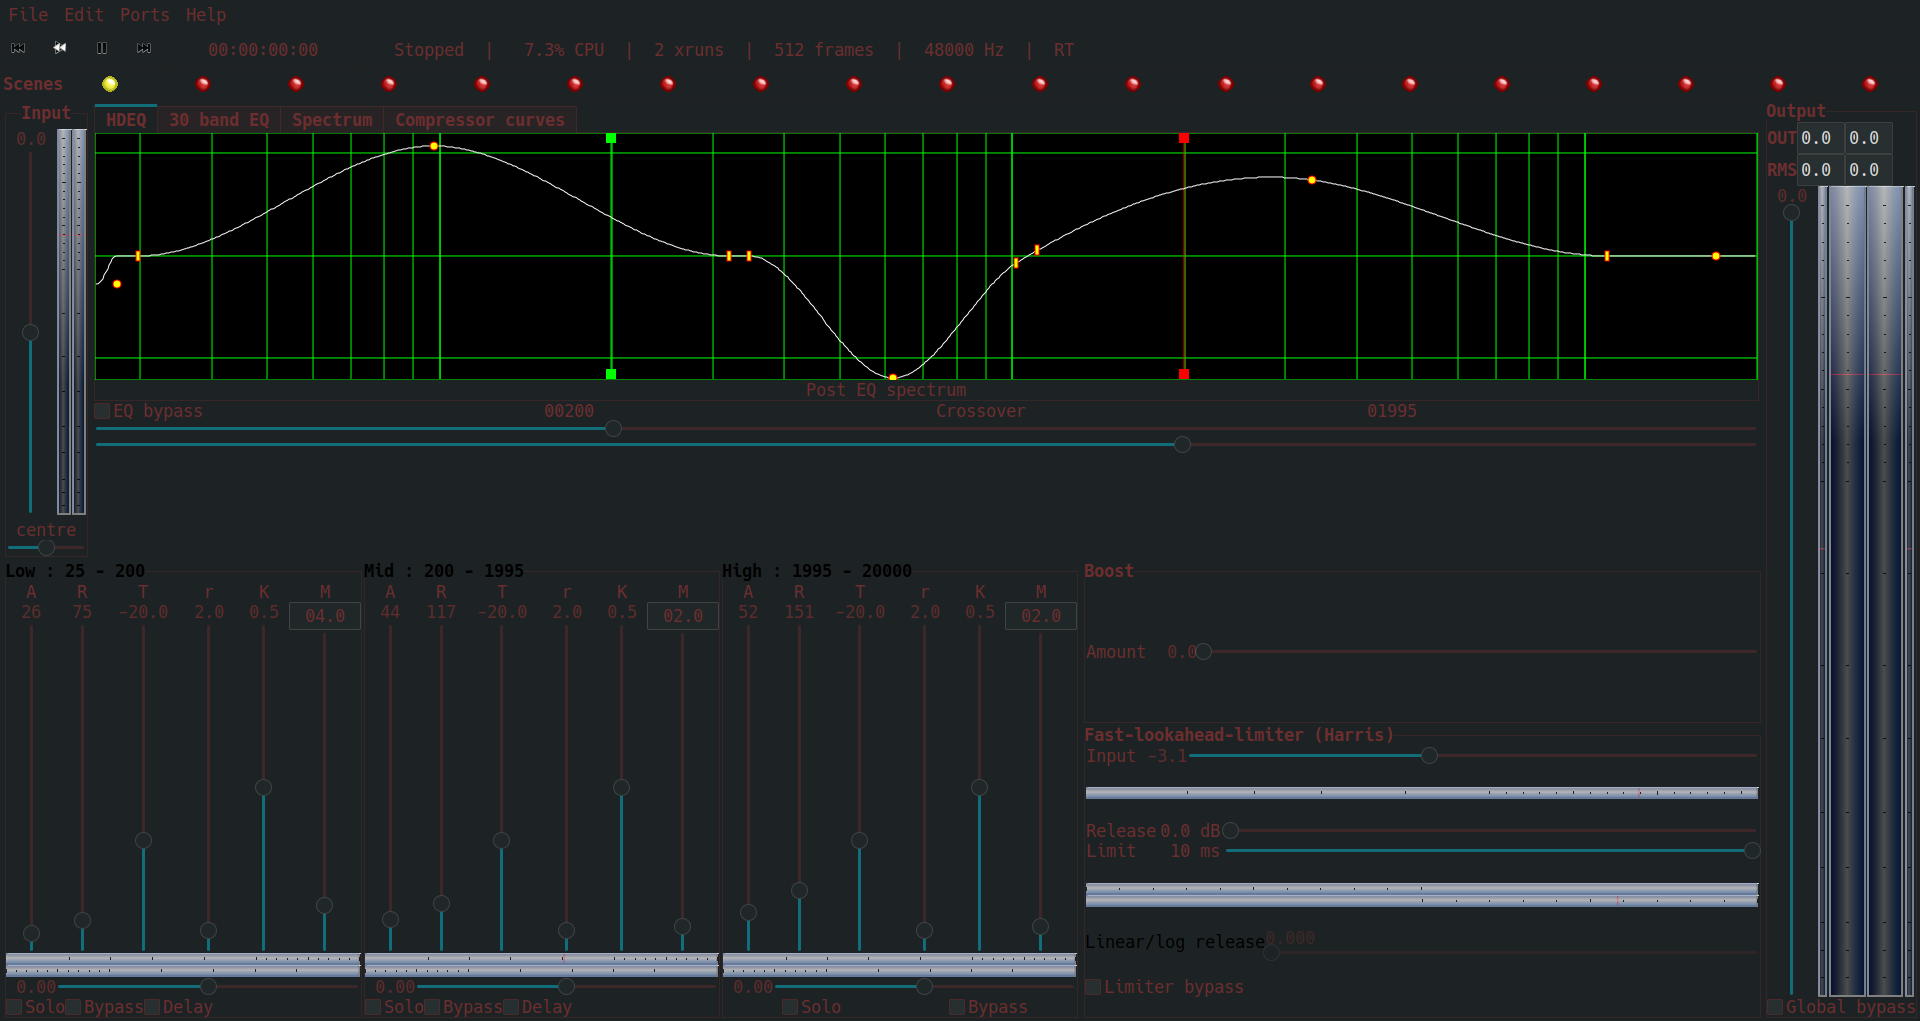 File Edit Ports Help
00:00:00:00 Stopped | 7.3% CPU | 2 xruns | 512 frames | 48000 Hz | RT
Scenes
Input
0.0
centre
HDEQ 30 band EQ Spectrum Compressor curves
Post EQ spectrum
EQ bypass 00200 Crossover 01995
Output
OUT 0.0 0.0
RMS 0.0 0.0
0.0
Low : 25 - 200
A R T r K M
26 75 -20.0 2.0 0.5 04.0
0.00
Solo Bypass Delay
Mid : 200 - 1995
A R T r K M
44 117 -20.0 2.0 0.5 02.0
0.00
Solo Bypass Delay
High : 1995 - 20000
A R T r K M
52 151 -20.0 2.0 0.5 02.0
0.00
Solo Bypass
Boost
Amount 0.0
Fast-lookahead-limiter (Harris)
Input -3.1
Release 0.0 dB
Limit 10 ms
Linear/log release 0.000
Limiter bypass
Global bypass